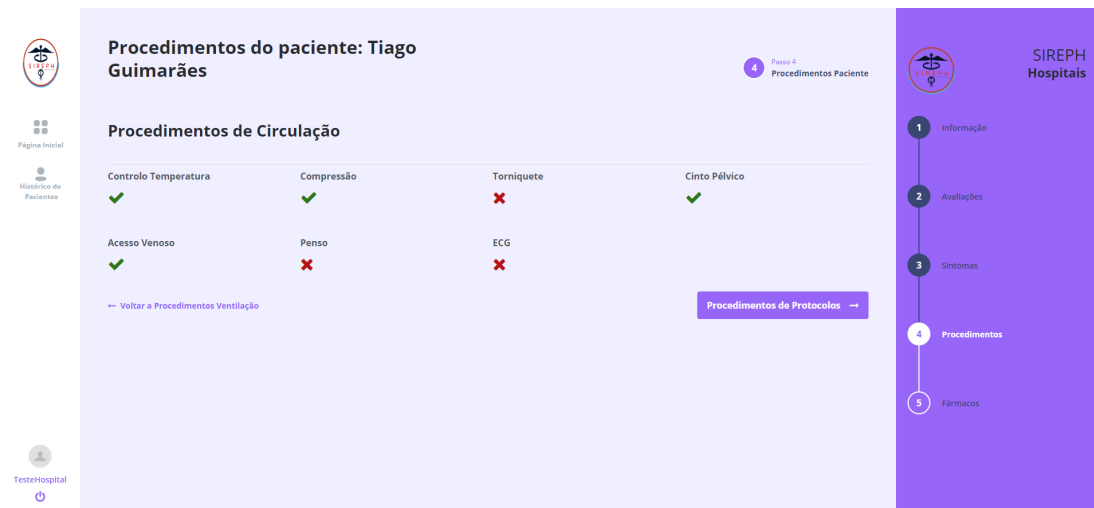 SIREPH
Página Inicial
Histórico de
Pacientes
TesteHospital
Procedimentos do paciente: Tiago
Guimarães
4
Passo 4
Procedimentos Paciente
Procedimentos de Circulação
Controlo Temperatura
Compressão
Torniquete
Cinto Pélvico
Acesso Venoso
Penso
ECG
← Voltar a Procedimentos Ventilação
Procedimentos de Protocolos →
SIREPH
SIREPH
Hospitais
1 Informação
2 Avaliações
3 Sintomas
4 Procedimentos
5 Fármacos